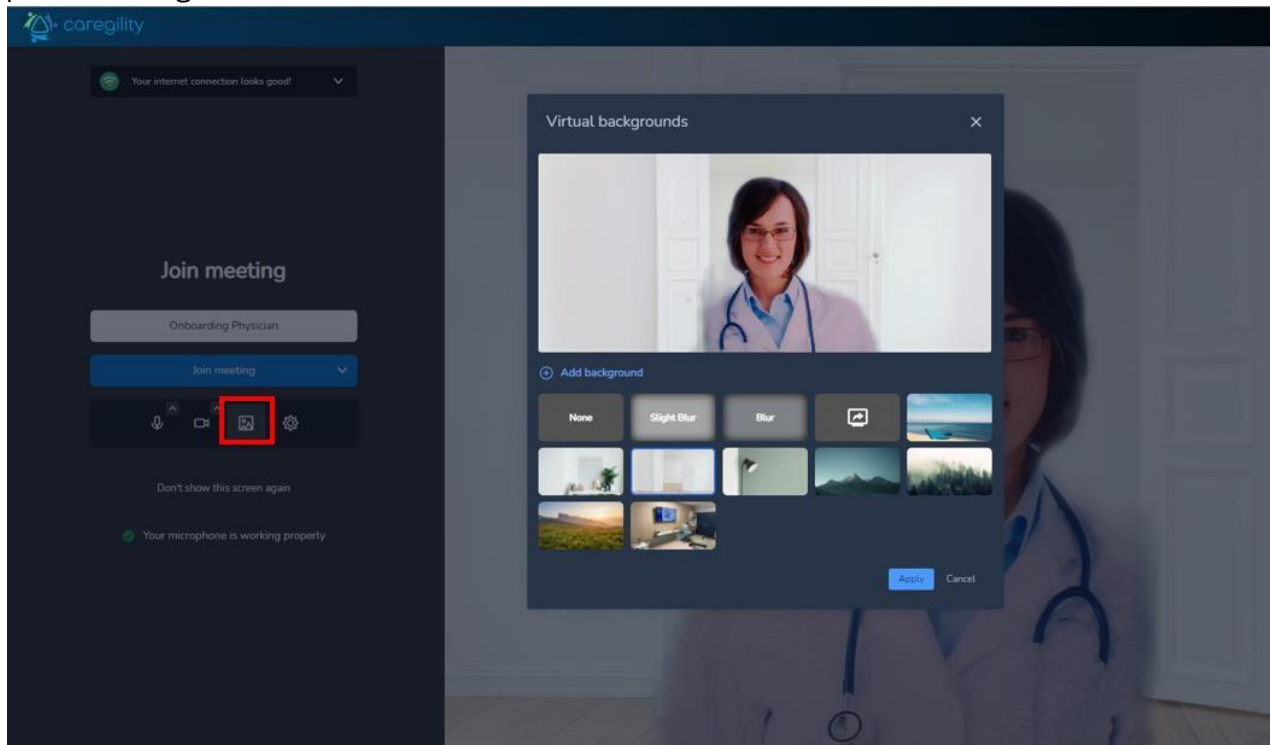 caregility
Your internet connection looks good!
Join meeting
Onboarding Physician
Join meeting
Don't show this screen again
Your microphone is working properly
Virtual backgrounds
Add background
None
Slight Blur
Blur
Apply
Cancel